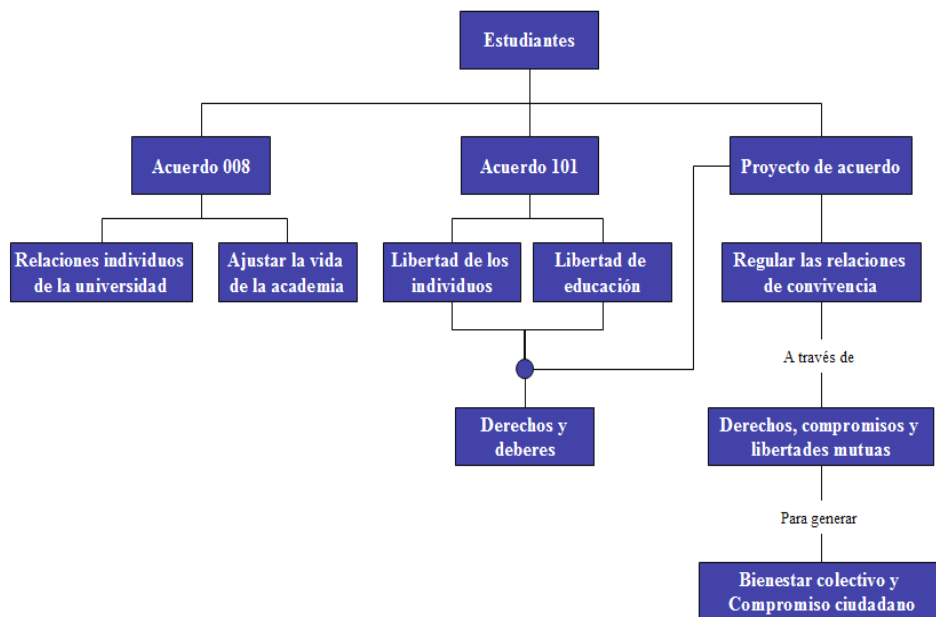 Estudiantes
Acuerdo 008
Acuerdo 101
Proyecto de acuerdo
Relaciones individuos
de la universidad
Ajustar la vida
de la academia
Libertad de los
individuos
Libertad de
educación
Regular las relaciones
de convivencia
A través de
Derechos y
deberes
Derechos, compromisos y
libertades mutuas
Para generar
Bienestar colectivo y
Compromiso ciudadano